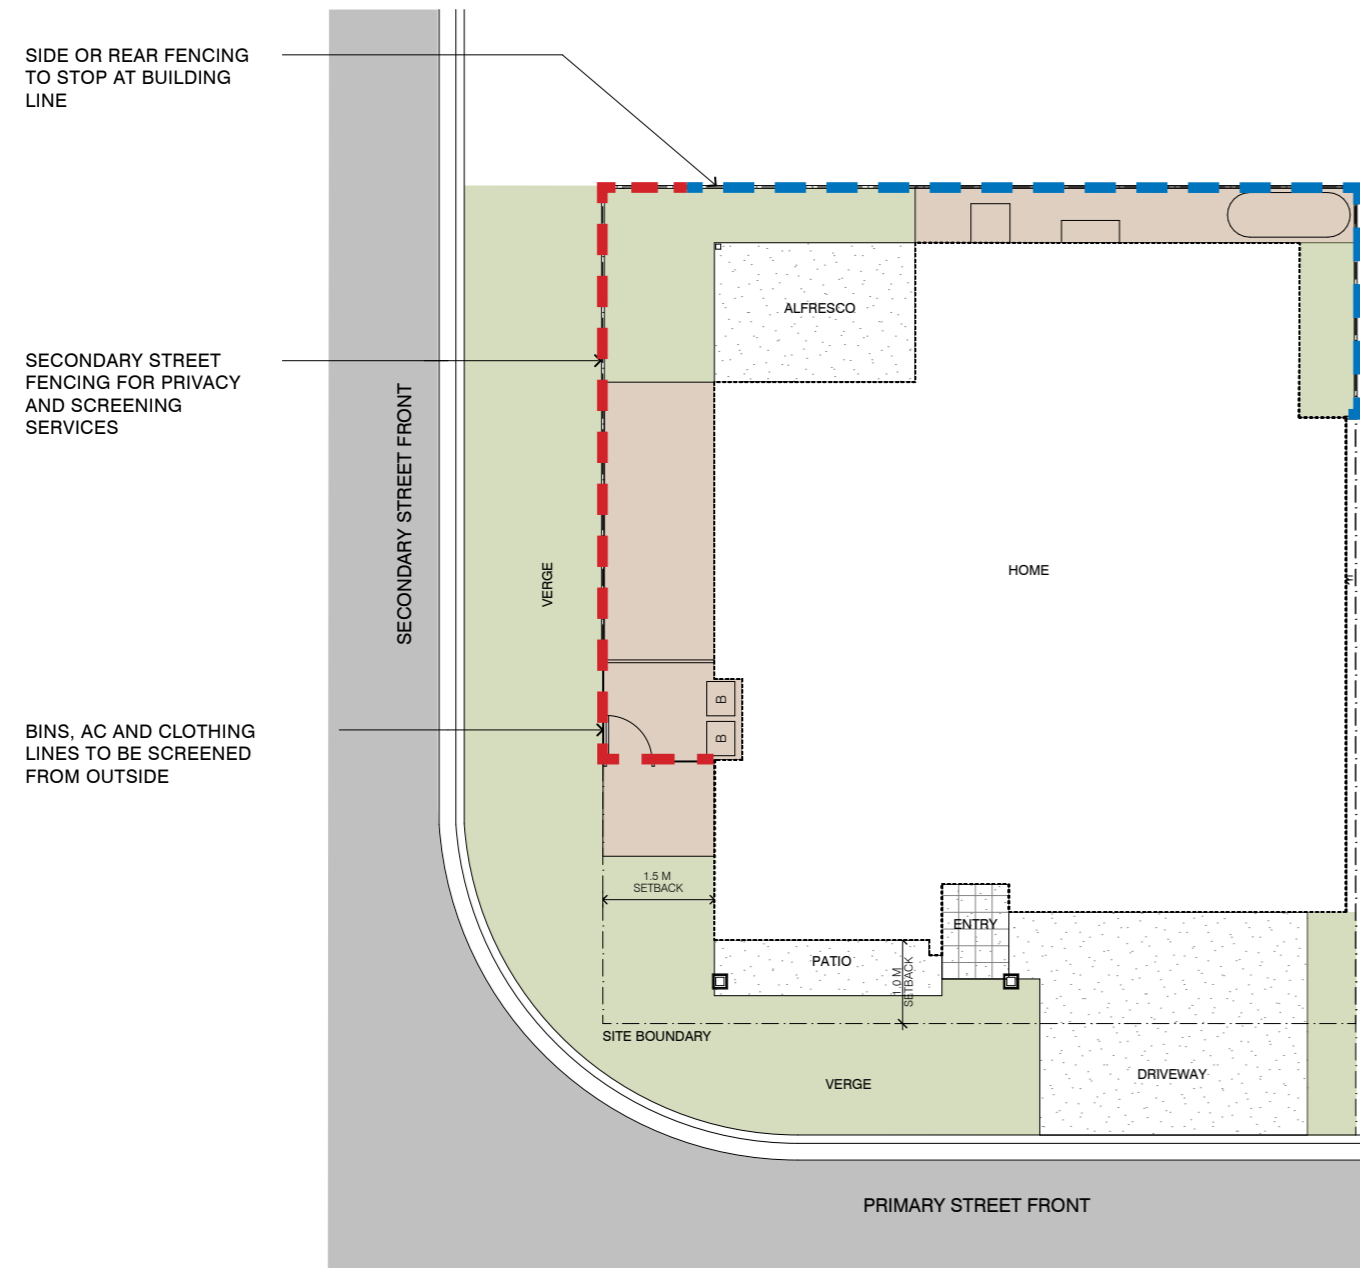 SIDE OR REAR FENCING
TO STOP AT BUILDING
LINE
ALFRESCO
SECONDARY STREET
FENCING FOR PRIVACY
AND SCREENING
SERVICES
SECONDARY STREET FRONT
VERGE
HOME
B
B
BINS, AC AND CLOTHING
LINES TO BE SCREENED
FROM OUTSIDE
1.5 M
SETBACK
ENTRY
PATIO
1.0 M
SETBACK
SITE BOUNDARY
VERGE
DRIVEWAY
PRIMARY STREET FRONT